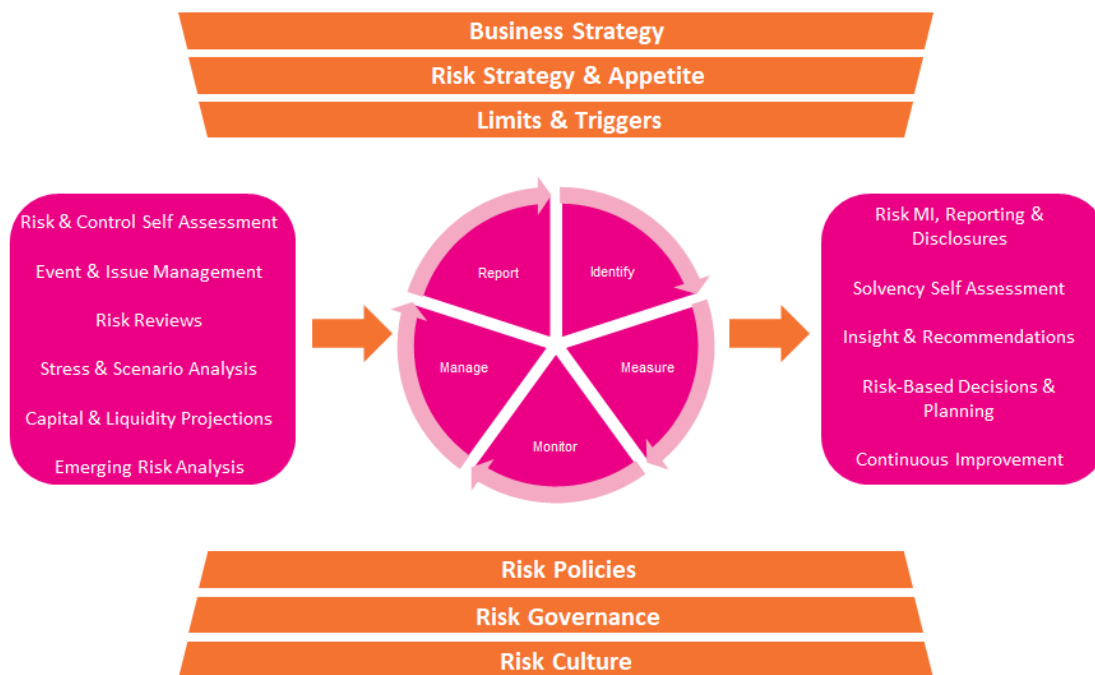 Business Strategy
Risk Strategy & Appetite
Limits & Triggers
Risk & Control Self Assessment
Event & Issue Management
Risk Reviews
Stress & Scenario Analysis
Capital & Liquidity Projections
Emerging Risk Analysis
Report
Identify
Manage
Measure
Monitor
Risk MI, Reporting &
Disclosures
Solvency Self Assessment
Insight & Recommendations
Risk-Based Decisions &
Planning
Continuous Improvement
Risk Policies
Risk Governance
Risk Culture